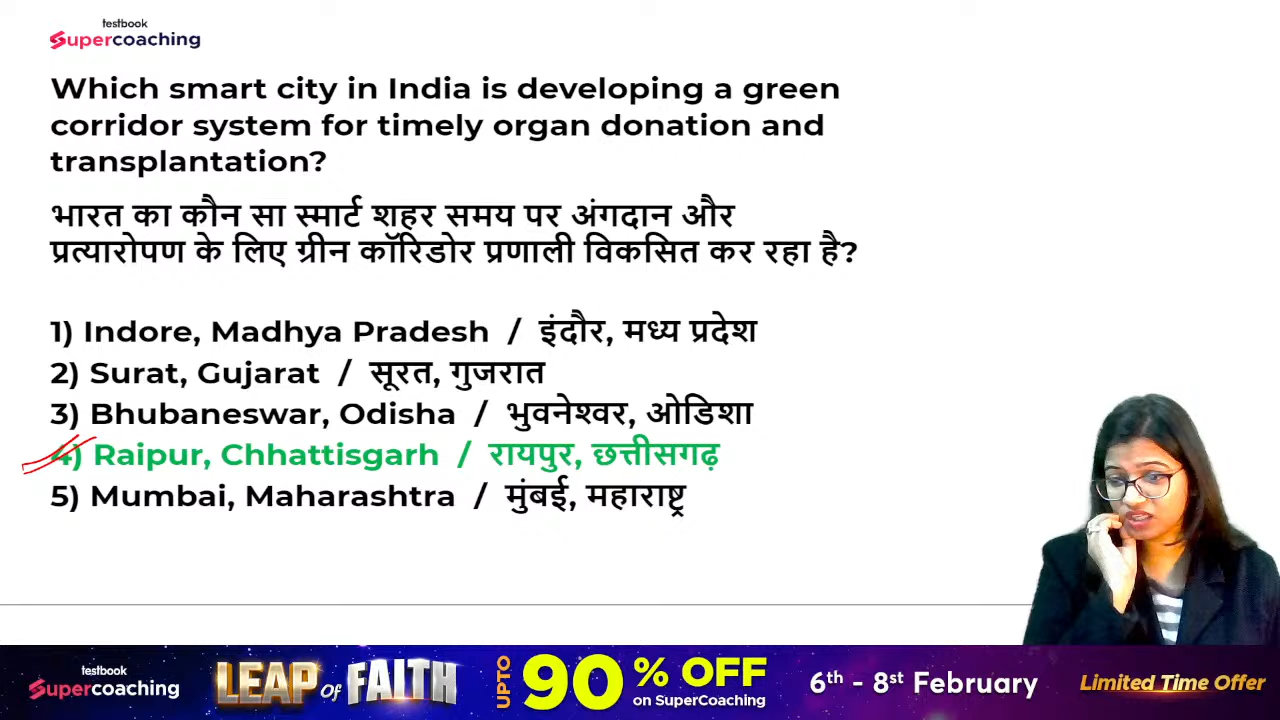 testbook
Supercoaching
Which smart city in India is developing a green
corridor system for timely organ donation and
transplantation?
भारत का कौन सा स्मार्ट शहर समय पर अंगदान और
प्रत्यारोपण के लिए ग्रीन कॉरिडोर प्रणाली विकसित कर रहा है?
1) Indore, Madhya Pradesh / इंदौर, मध्य प्रदेश
2) Surat, Gujarat / सूरत, गुजरात
3) Bhubaneswar, Odisha / भुवनेश्वर, ओडिशा
4) Raipur, Chhattisgarh / रायपुर, छत्तीसगढ़
5) Mumbai, Maharashtra / मुंबई, महाराष्ट्र
testbook
Supercoaching
LEAP Of FAITH
UPTO 90% OFF
on SuperCoaching
6th - 8st February
Limited Time Offer